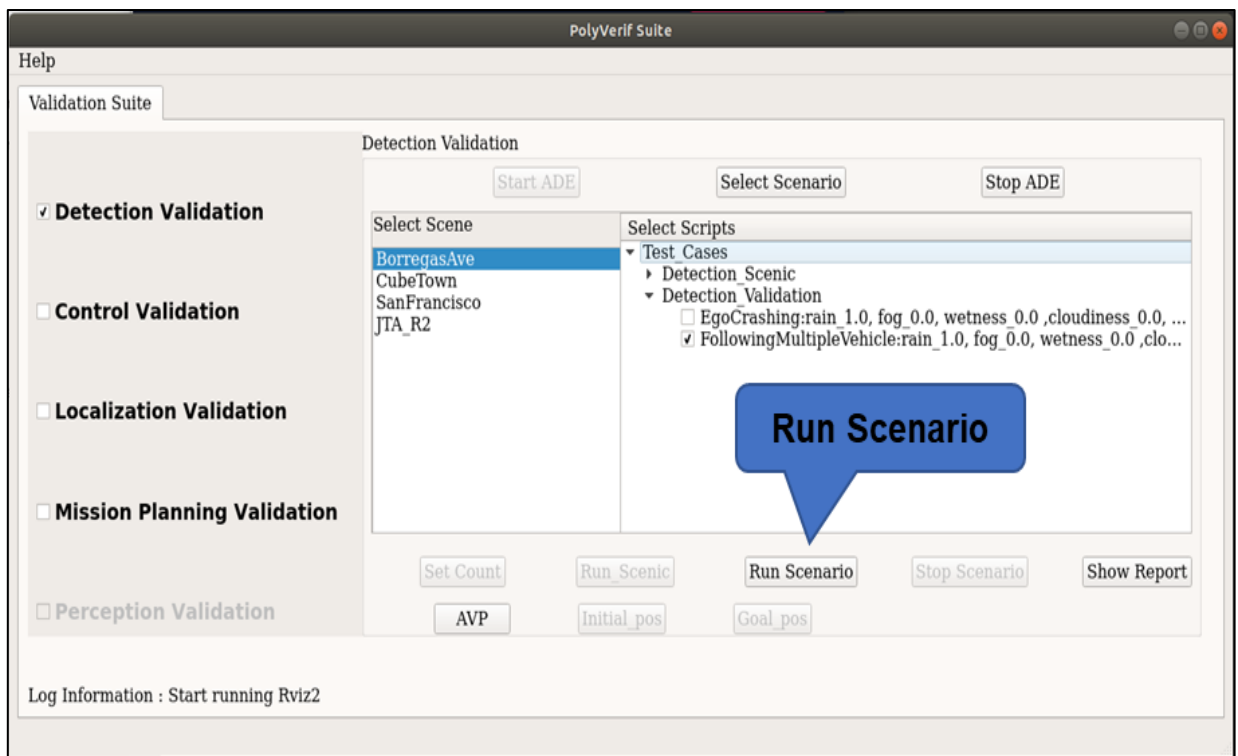 PolyVerif Suite
Help
Validation Suite
Detection Validation
Start ADE
Select Scenario
Stop ADE
Detection Validation
Control Validation
Localization Validation
Mission Planning Validation
Perception Validation
Select Scene
BorregasAve
CubeTown
SanFrancisco
JTA_R2
Select Scripts
Test_Cases
Detection_Scenic
Detection_Validation
EgoCrashing:rain_1.0, fog_0.0, wetness_0.0 ,cloudiness_0.0, ...
FollowingMultipleVehicle:rain_1.0, fog_0.0, wetness_0.0 ,clo...
Run Scenario
Set Count
Run_Scenic
Run Scenario
Stop Scenario
Show Report
AVP
Initial_pos
Goal_pos
Log Information : Start running Rviz2